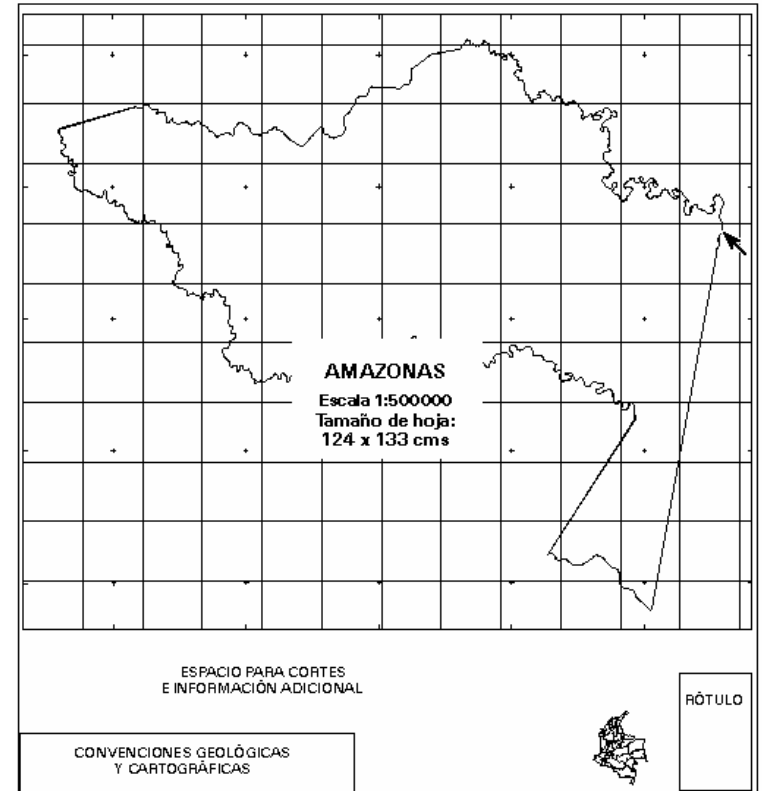 AMAZONAS
Escala 1:500000
Tamaño de hoja:
124 x 133 cms
ESPACIO PARA CORTES
E INFORMACIÓN ADICIONAL
RÓTULO
CONVENCIONES GEOLÓGICAS
Y CARTOGRÁFICAS